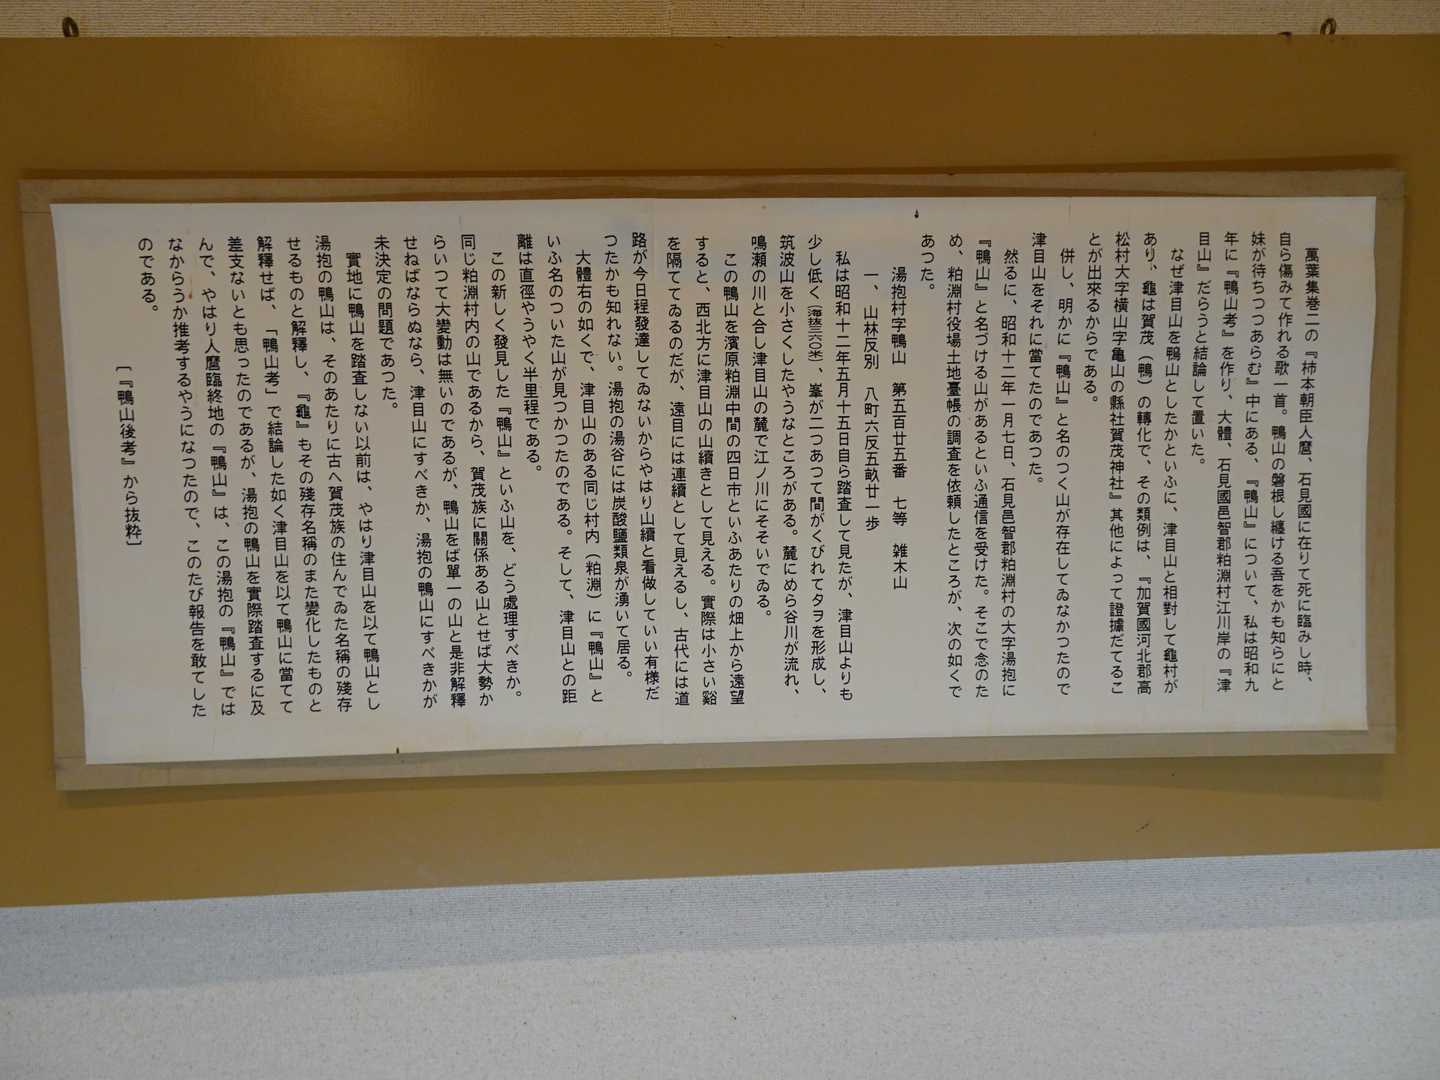 萬葉集巻二の『柿本朝臣人麿、石見國に在りて死に臨みし時、
自ら傷みて作れる歌一首。鴨山の磐根し纏ける吾をかも知らにと
妹が待ちつつあらむ』中にある、『鴨山』について、私は昭和九
年に『鴨山考』を作り、大體、石見國邑智郡粕淵村江川岸の『津
目山』だらうと結論して置いた。
なぜ津目山を鴨山としたかといふに、津目山と相對して龜村が
あり、龜は賀茂（鴨）の轉化で、その類例は、『加賀國河北郡高
松村大字横山字亀山の縣社賀茂神社』其他によって證據だてるこ
とが出來るからである。
併し、明かに『鴨山』と名のつく山が存在してゐなかつたので
津目山をそれに當てたのであつた。
然るに、昭和十二年一月七日、石見邑智郡粕淵村の大字湯抱に
『鴨山』と名づける山があるといふ通信を受けた。そこで念のた
め、粕淵村役場土地臺帳の調査を依頼したところが、次の如くで
あつた。
湯抱村字鴨山　第五百廿五番　七等　雑木山
一、山林反別　八町六反五畝廿一歩
私は昭和十二年五月十五日自ら踏査して見たが、津目山よりも
少し低く（海抜三六〇米）、峯が二つあつて間がくびれてタヲを形成し、
筑波山を小さくしたやうなところがある。麓にめら谷川が流れ、
鳴瀬の川と合し津目山の麓で江ノ川にそそいでゐる。
この鴨山を濱原粕淵中間の四日市といふあたりの畑上から遠望
すると、西北方に津目山の山續きとして見える。實際は小さい谿
を隔ててゐるのだが、遠目には連續として見えるし、古代には道
路が今日程發達してゐないからやはり山續と看做していい有様だ
つたかも知れない。湯抱の湯谷には炭酸鹽類泉が湧いて居る。
大體右の如くで、津目山のある同じ村内（粕淵）に『鴨山』と
いふ名のついた山が見つかつたのである。そして、津目山との距
離は直徑やうやく半里程である。
この新しく發見した『鴨山』といふ山を、どう處理すべきか。
同じ粕淵村内の山であるから、賀茂族に關係ある山とせば大勢か
らいつて大變動は無いのであるが、鴨山をば單一の山と是非解釋
せねばならぬなら、津目山にすべきか、湯抱の鴨山にすべきかが
未決定の問題であつた。
實地に鴨山を踏査しない以前は、やはり津目山を以て鴨山とし
湯抱の鴨山は、そのあたりに古へ賀茂族の住んでゐた名稱の殘存
せるものと解釋し、『龜』もその殘存名稱のまた變化したものと
解釋せば、「鴨山考」で結論した如く津目山を以て鴨山に當てて
差支ないとも思ったのであるが、湯抱の鴨山を實際踏査するに及
んで、やはり人麿臨終地の『鴨山』は、この湯抱の『鴨山』では
なからうか推考するやうになつたので、このたび報告を敢てした
のである。
〔『鴨山後考』から抜粋〕